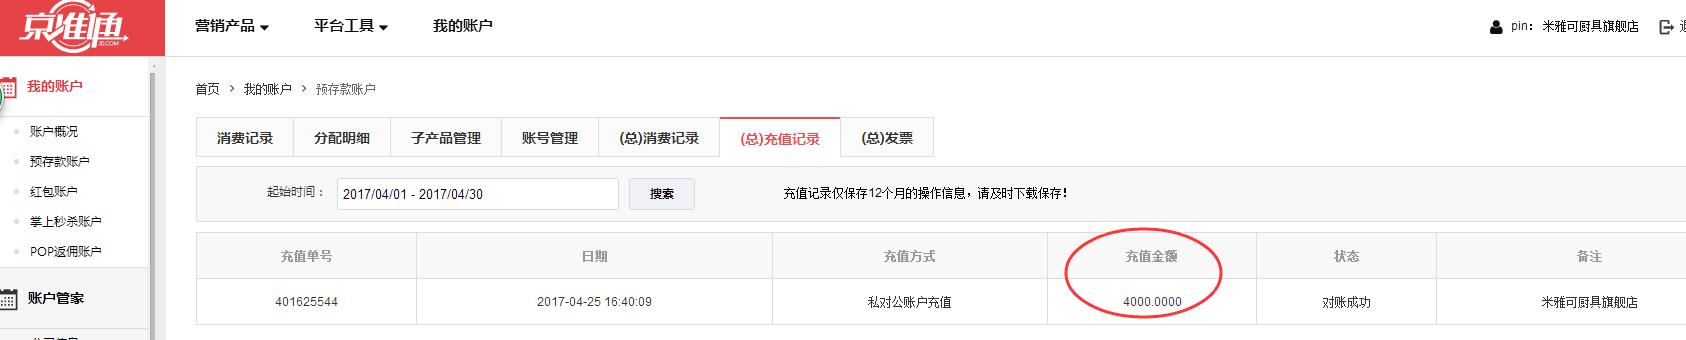 京准通
JD.COM
营销产品 平台工具 我的账户
pin: 米雅可厨具旗舰店
我的账户
账户概况
预存款账户
红包账户
掌上秒杀账户
POP返佣账户
账户管家
首页 > 我的账户 > 预存款账户
消费记录 分配明细 子产品管理 账号管理 (总)消费记录 (总)充值记录 (总)发票
起始时间: 2017/04/01 - 2017/04/30 搜索 充值记录仅保存12个月的操作信息，请及时下载保存!
充值单号 日期 充值方式 充值金额 状态 备注
401625544 2017-04-25 16:40:09 私对公账户充值 4000.0000 对账成功 米雅可厨具旗舰店